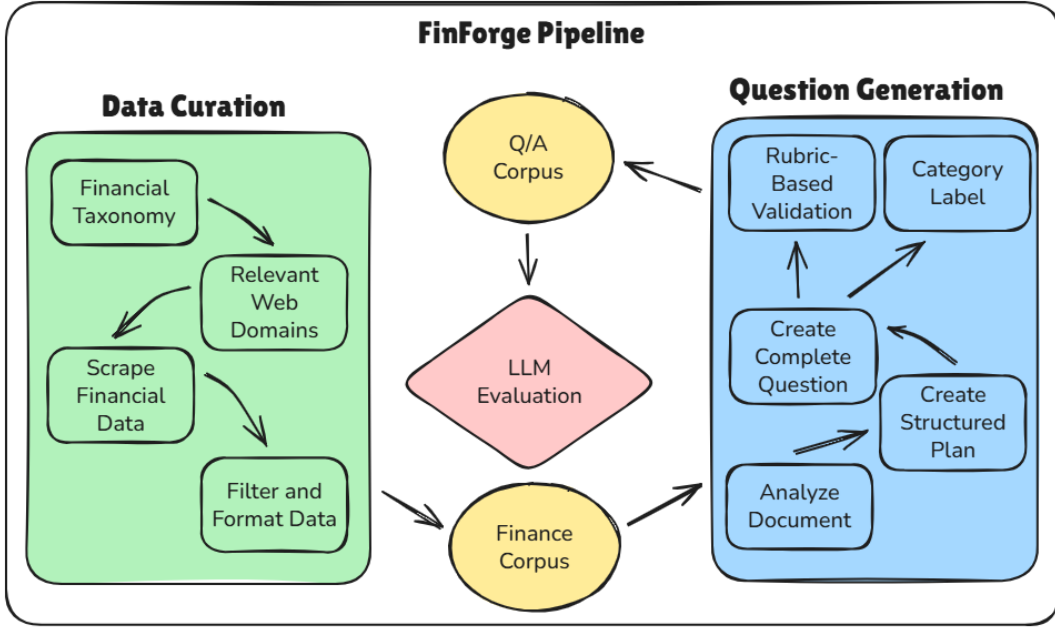 FinForge Pipeline
Data Curation
Financial
Taxonomy
Relevant
Web
Domains
Scrape
Financial
Data
Filter and
Format Data
Q/A
Corpus
LLM
Evaluation
Finance
Corpus
Question Generation
Rubric-
Based
Validation
Category
Label
Create
Complete
Question
Create
Structured
Plan
Analyze
Document